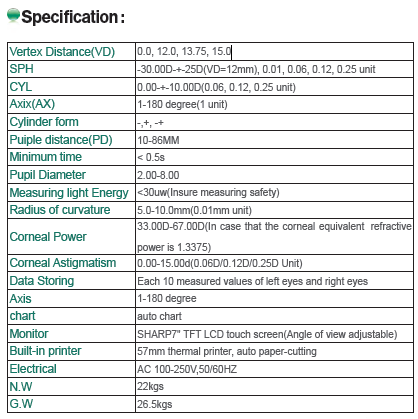 Specification :
Vertex Distance(VD) 0.0, 12.0, 13.75, 15.0
SPH -30.00D-+-25D(VD=12mm), 0.01, 0.06, 0.12, 0.25 unit
CYL 0.00-+-10.00D(0.06, 0.12, 0.25 unit)
Axix(AX) 1-180 degree(1 unit)
Cylinder form -,+, -+
Puiple distance(PD) 10-86MM
Minimum time < 0.5s
Pupil Diameter 2.00-8.00
Measuring light Energy <30uw(Insure measuring safety)
Radius of curvature 5.0-10.0mm(0.01mm unit)
Corneal Power 33.00D-67.00D(In case that the corneal equivalent refractive
power is 1.3375)
Corneal Astigmatism 0.00-15.00d(0.06D/0.12D/0.25D Unit)
Data Storing Each 10 measured values of left eyes and right eyes
Axis 1-180 degree
chart auto chart
Monitor SHARP7" TFT LCD touch screen(Angle of view adjustable)
Built-in printer 57mm thermal printer, auto paper-cutting
Electrical AC 100-250V,50/60HZ
N.W 22kgs
G.W 26.5kgs